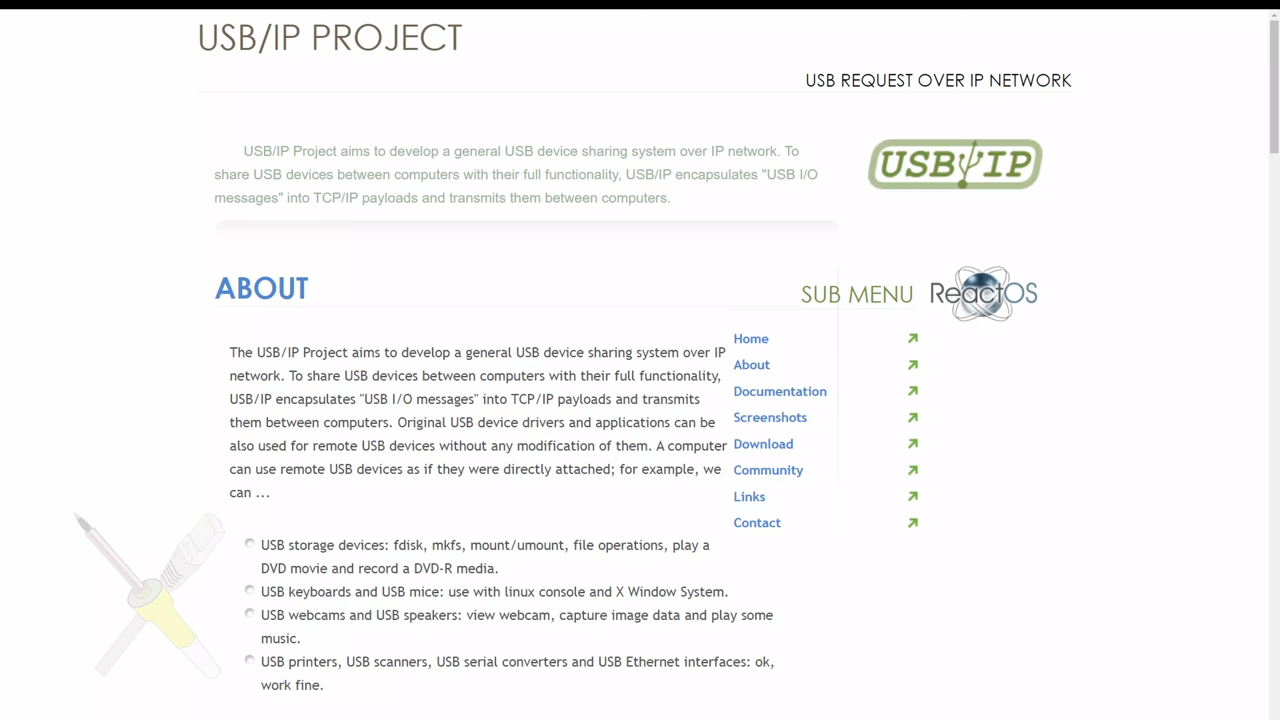 USB/IP PROJECT
USB REQUEST OVER IP NETWORK
USB/IP Project aims to develop a general USB device sharing system over IP network. To
share USB devices between computers with their full functionality, USB/IP encapsulates "USB I/O
messages" into TCP/IP payloads and transmits them between computers.
USB IP
ABOUT
The USB/IP Project aims to develop a general USB device sharing system over IP
network. To share USB devices between computers with their full functionality,
USB/IP encapsulates "USB I/O messages" into TCP/IP payloads and transmits
them between computers. Original USB device drivers and applications can be
also used for remote USB devices without any modification of them. A computer
can use remote USB devices as if they were directly attached; for example, we
can ...
USB storage devices: fdisk, mkfs, mount/umount, file operations, play a
DVD movie and record a DVD-R media.
USB keyboards and USB mice: use with linux console and X Window System.
USB webcams and USB speakers: view webcam, capture image data and play some
music.
USB printers, USB scanners, USB serial converters and USB Ethernet interfaces: ok,
work fine.
SUB MENU
ReactOS
Home
About
Documentation
Screenshots
Download
Community
Links
Contact